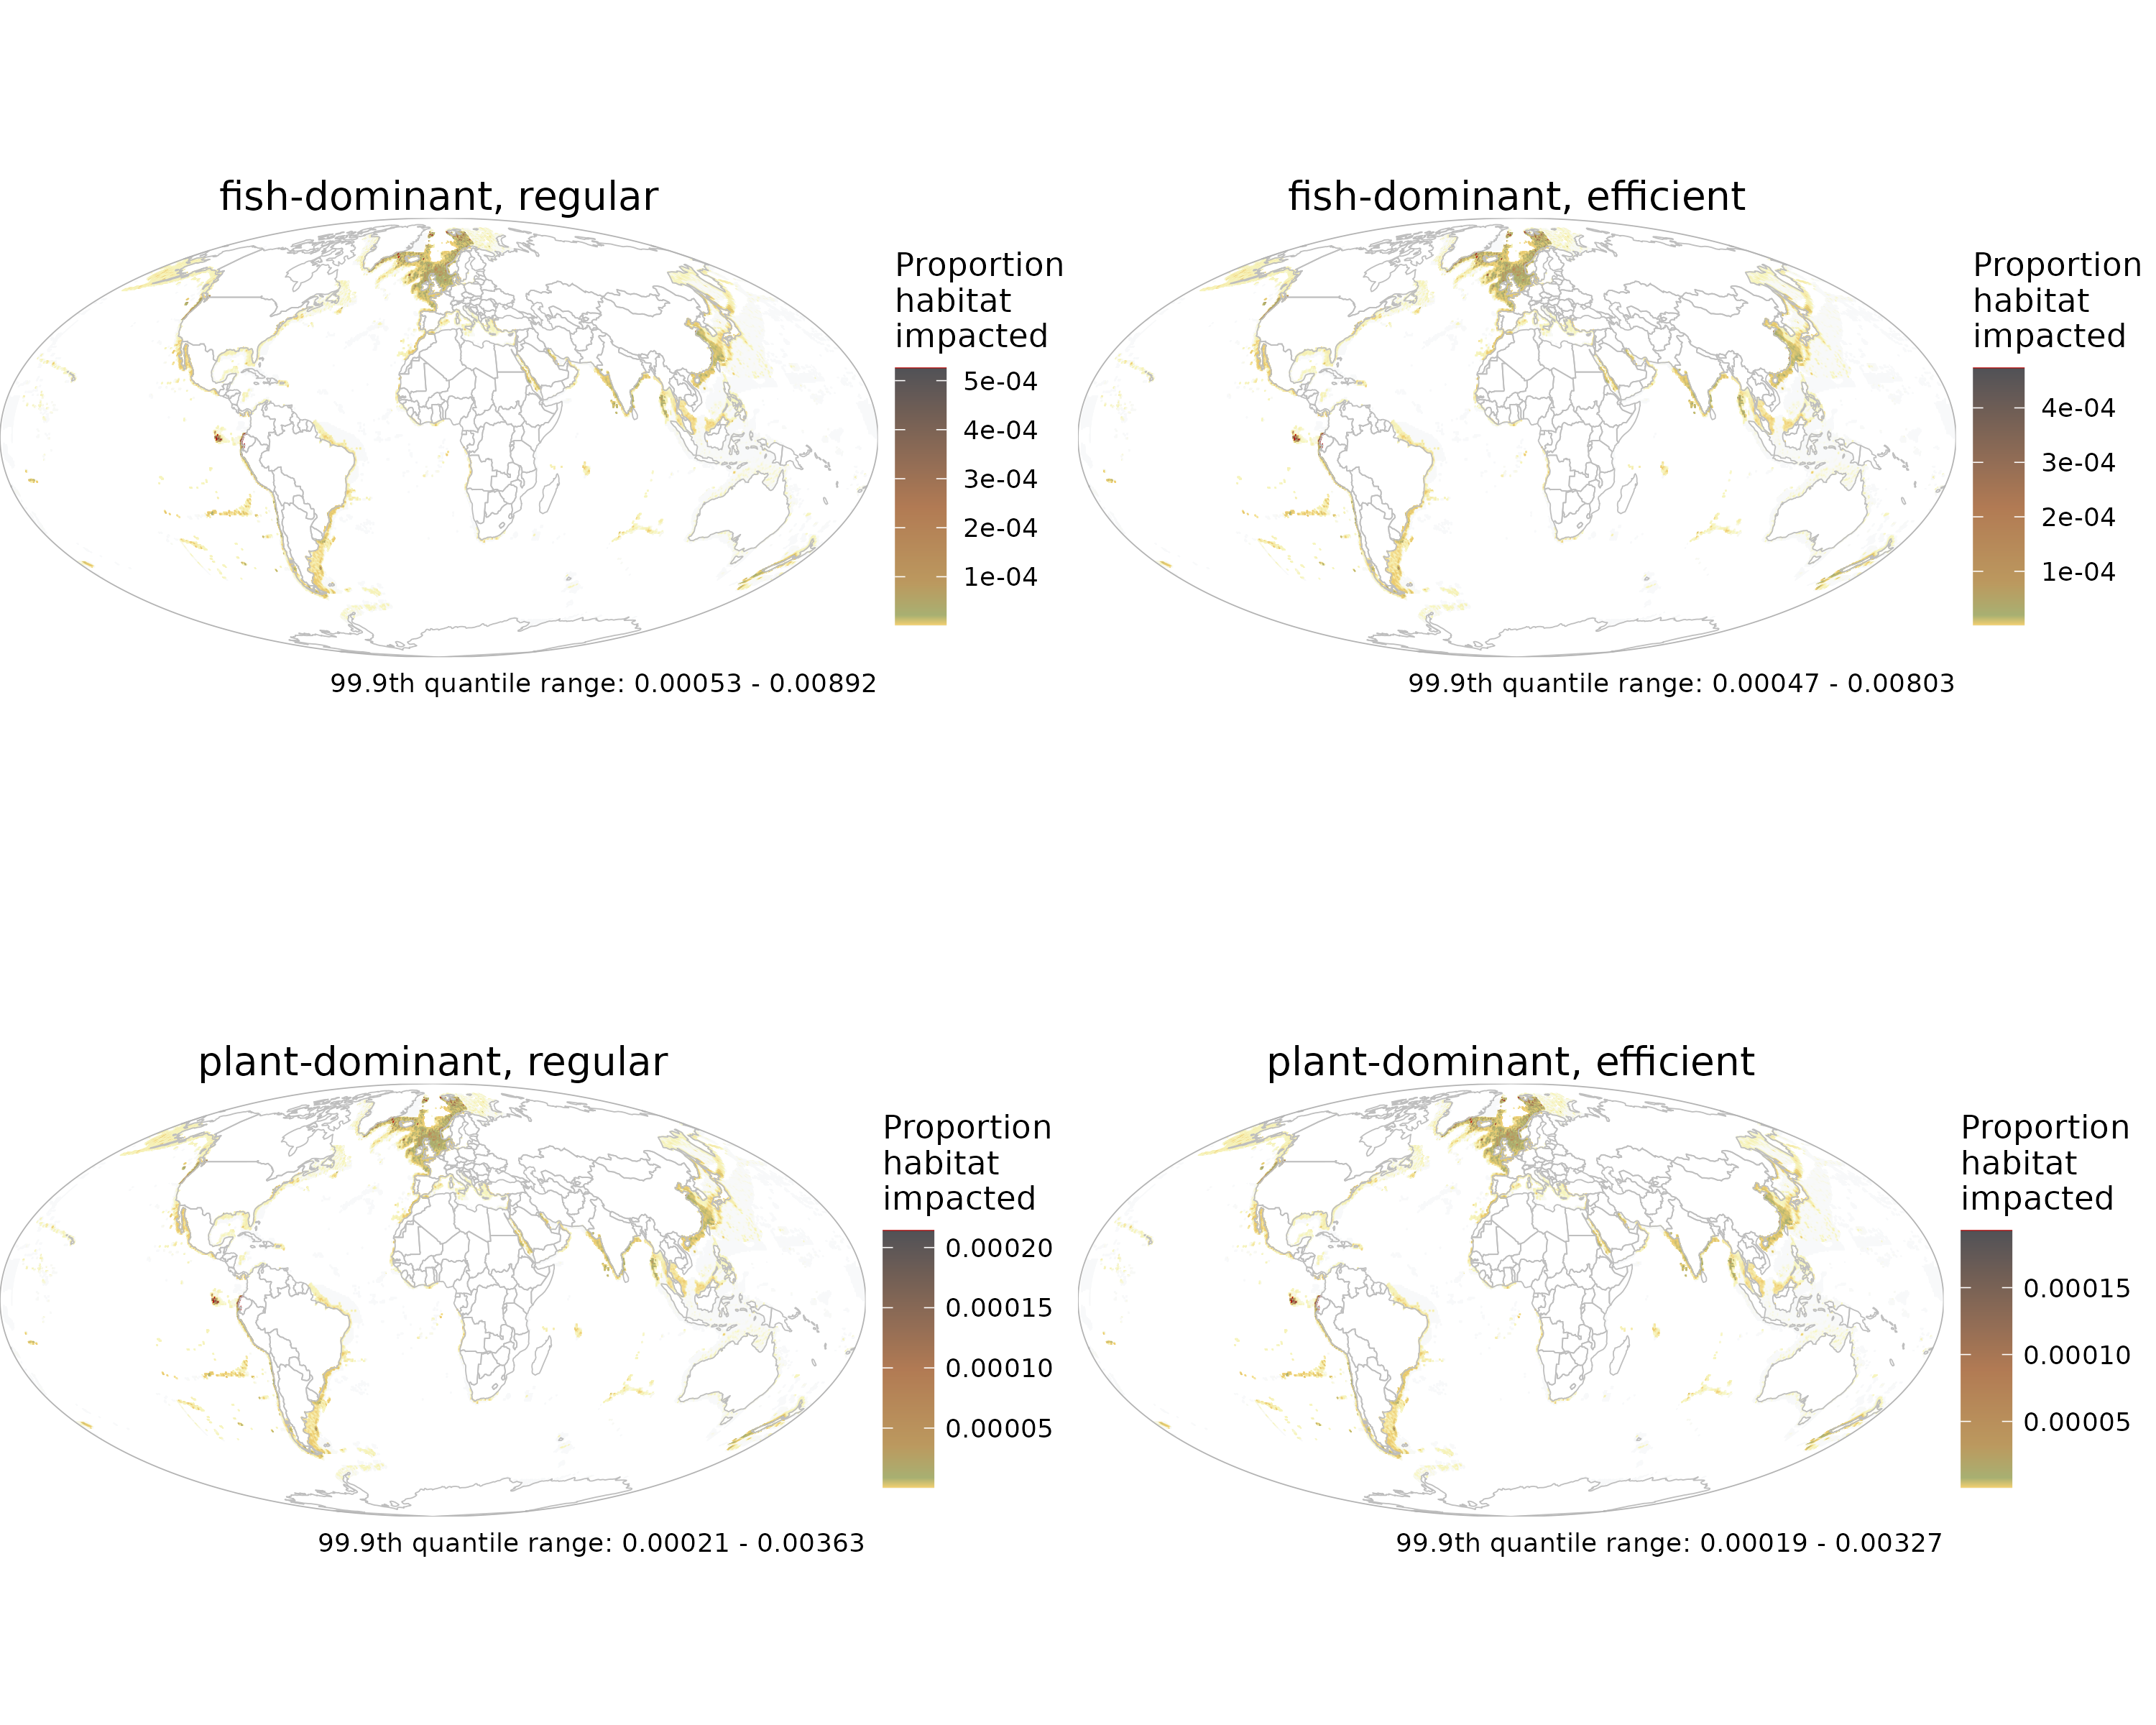 fish-dominant, regular
Proportion
habitat
impacted
5e-04
4e-04
3e-04
2e-04
1e-04
99.9th quantile range: 0.00053 - 0.00892
fish-dominant, efficient
Proportion
habitat
impacted
4e-04
3e-04
2e-04
1e-04
99.9th quantile range: 0.00047 - 0.00803
plant-dominant, regular
Proportion
habitat
impacted
0.00020
0.00015
0.00010
0.00005
99.9th quantile range: 0.00021 - 0.00363
plant-dominant, efficient
Proportion
habitat
impacted
0.00015
0.00010
0.00005
99.9th quantile range: 0.00019 - 0.00327